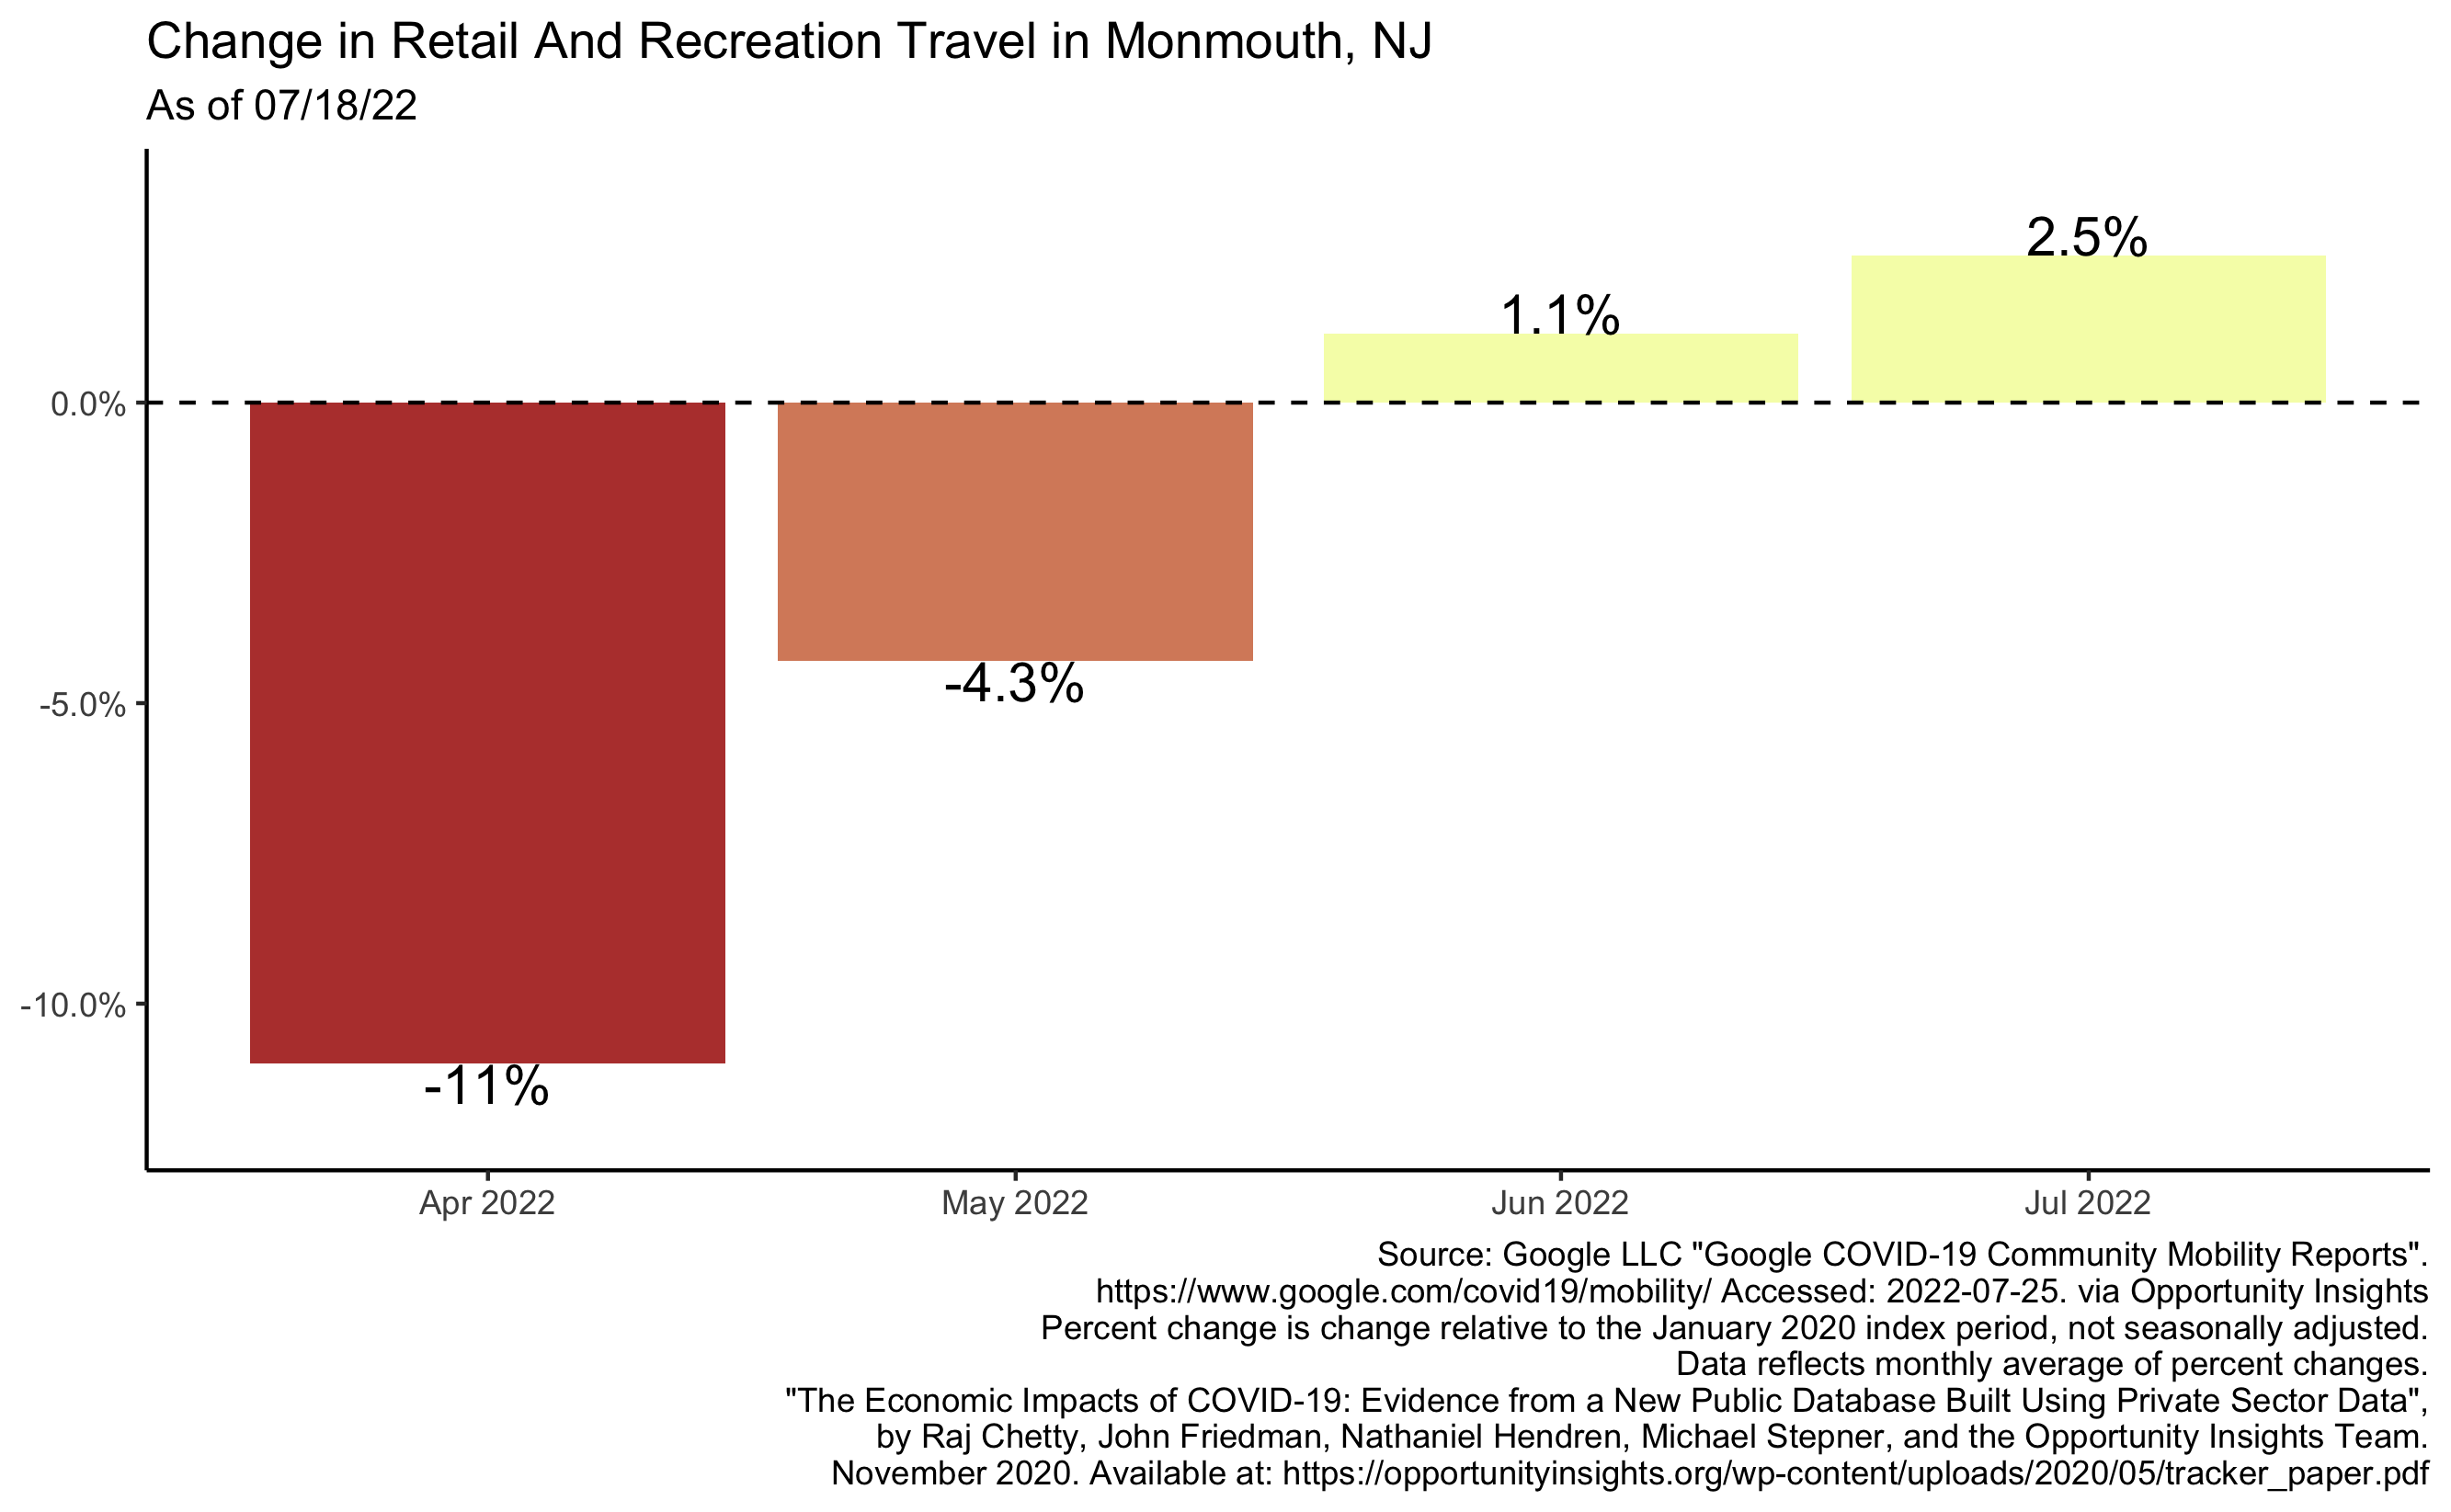 Change in Retail And Recreation Travel in Monmouth, NJ
As of 07/18/22
2.5%
1.1%
0.0%
-4.3%
-5.0%
-10.0%
-11%
Apr 2022 May 2022 Jun 2022 Jul 2022
Source: Google LLC "Google COVID-19 Community Mobility Reports".
https://www.google.com/covid19/mobility/ Accessed: 2022-07-25. via Opportunity Insights
Percent change is change relative to the January 2020 index period, not seasonally adjusted.
Data reflects monthly average of percent changes.
"The Economic Impacts of COVID-19: Evidence from a New Public Database Built Using Private Sector Data",
by Raj Chetty, John Friedman, Nathaniel Hendren, Michael Stepner, and the Opportunity Insights Team.
November 2020. Available at: https://opportunityinsights.org/wp-content/uploads/2020/05/tracker_paper.pdf